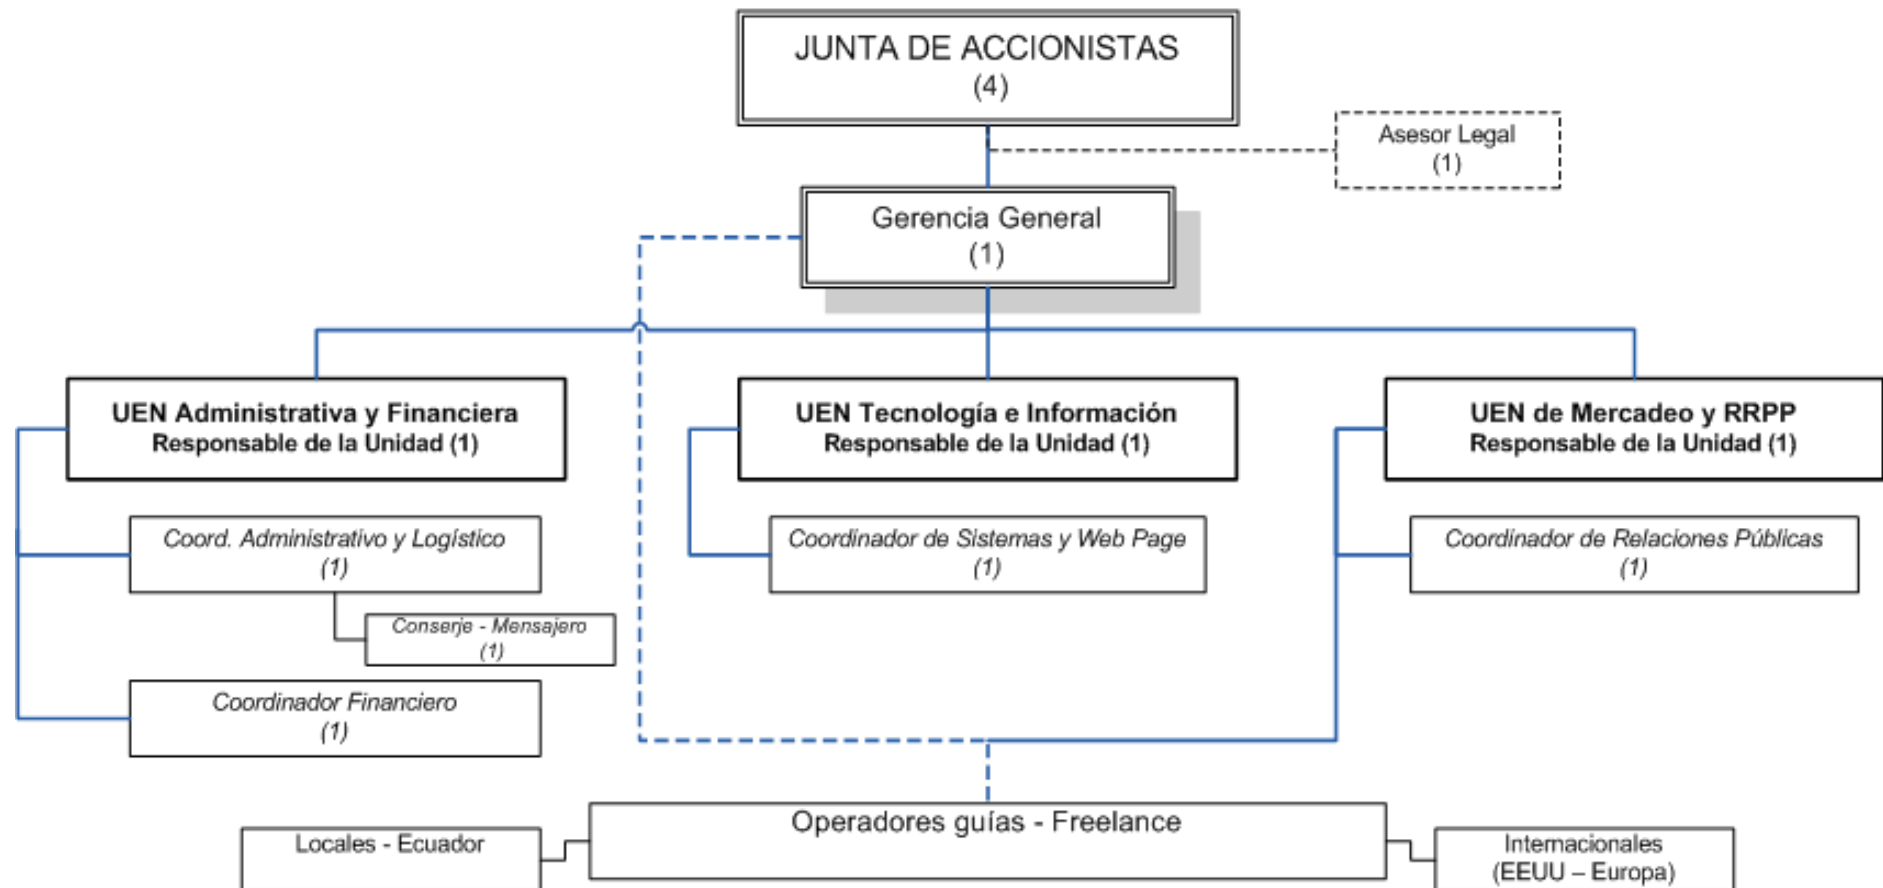 JUNTA DE ACCIONISTAS
(4)
Asesor Legal
(1)
Gerencia General
(1)
UEN Administrativa y Financiera
Responsable de la Unidad (1)
UEN Tecnología e Información
Responsable de la Unidad (1)
UEN de Mercadeo y RRPP
Responsable de la Unidad (1)
Coord. Administrativo y Logístico
(1)
Coordinador de Sistemas y Web Page
(1)
Coordinador de Relaciones Públicas
(1)
Conserje - Mensajero
(1)
Coordinador Financiero
(1)
Operadores guías - Freelance
Locales - Ecuador
Internacionales
(EEUU – Europa)